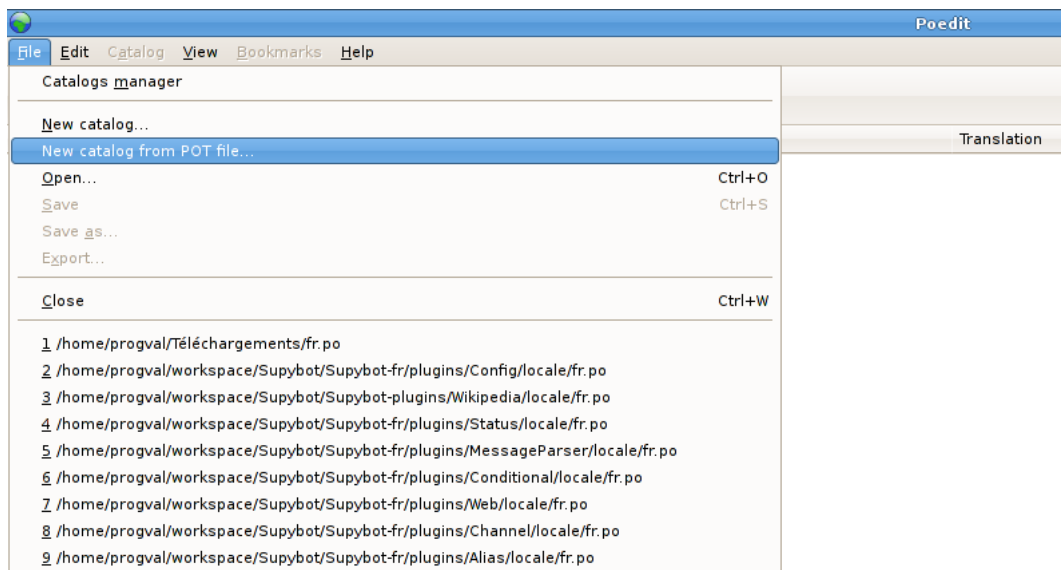 Poedit
File Edit Catalog View Bookmarks Help
Catalogs manager
New catalog...
New catalog from POT file...
Translation
Open... Ctrl+O
Save Ctrl+S
Save as...
Export...
Close Ctrl+W
1 /home/progval/Téléchargements/fr.po
2 /home/progval/workspace/Supybot/Supybot-fr/plugins/Config/locale/fr.po
3 /home/progval/workspace/Supybot/Supybot-plugins/Wikipedia/locale/fr.po
4 /home/progval/workspace/Supybot/Supybot-fr/plugins/Status/locale/fr.po
5 /home/progval/workspace/Supybot/Supybot-fr/plugins/MessageParser/locale/fr.po
6 /home/progval/workspace/Supybot/Supybot-fr/plugins/Conditional/locale/fr.po
7 /home/progval/workspace/Supybot/Supybot-fr/plugins/Web/locale/fr.po
8 /home/progval/workspace/Supybot/Supybot-fr/plugins/Channel/locale/fr.po
9 /home/progval/workspace/Supybot/Supybot-fr/plugins/Alias/locale/fr.po